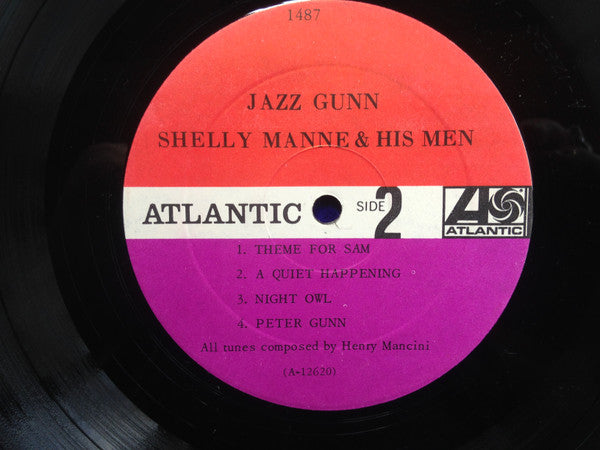 1487
JAZZ GUNN
SHELLY MANNE & HIS MEN
ATLANTIC SIDE 2 ATLANTIC
1. THEME FOR SAM
2. A QUIET HAPPENING
3. NIGHT OWL
4. PETER GUNN
All tunes composed by Henry Mancini
(A-12620)